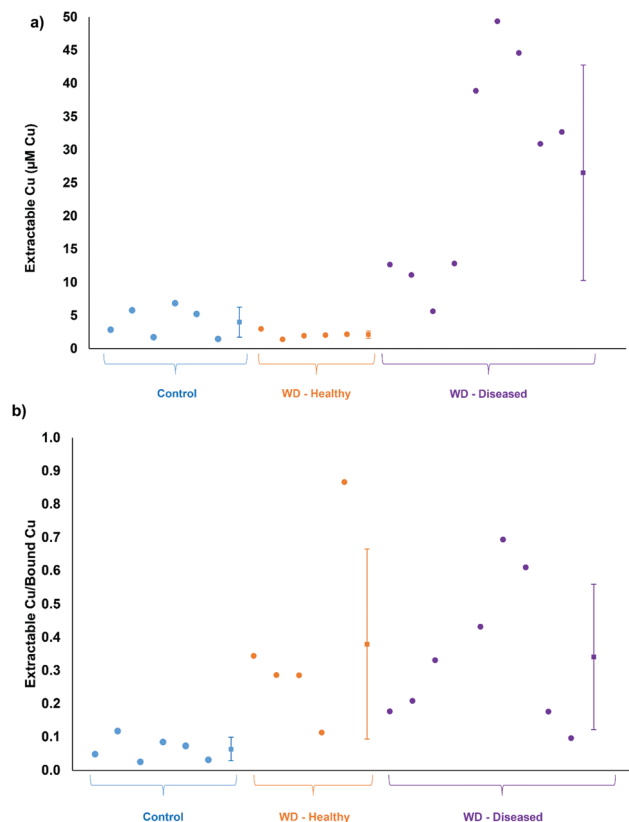 a)
50
45
40
35
30
25
20
15
10
5
0
Extractable Cu (µM Cu)
Control
WD - Healthy
WD - Diseased
b)
1.0
0.9
0.8
0.7
0.6
0.5
0.4
0.3
0.2
0.1
0.0
Extractable Cu/Bound Cu
Control
WD - Healthy
WD - Diseased